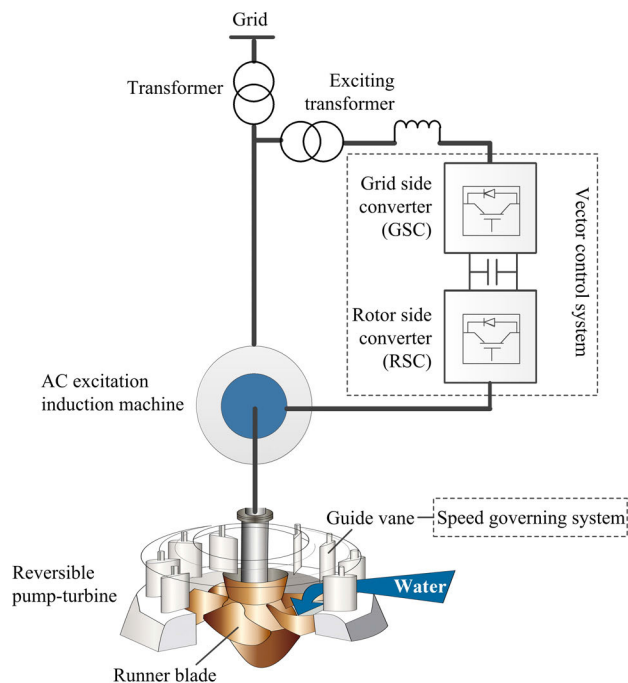 Grid
Transformer
Exciting
transformer
Grid side
converter
(GSC)
Rotor side
converter
(RSC)
Vector control system
AC excitation
induction machine
Guide vane
Speed governing system
Reversible
pump-turbine
Water
Runner blade